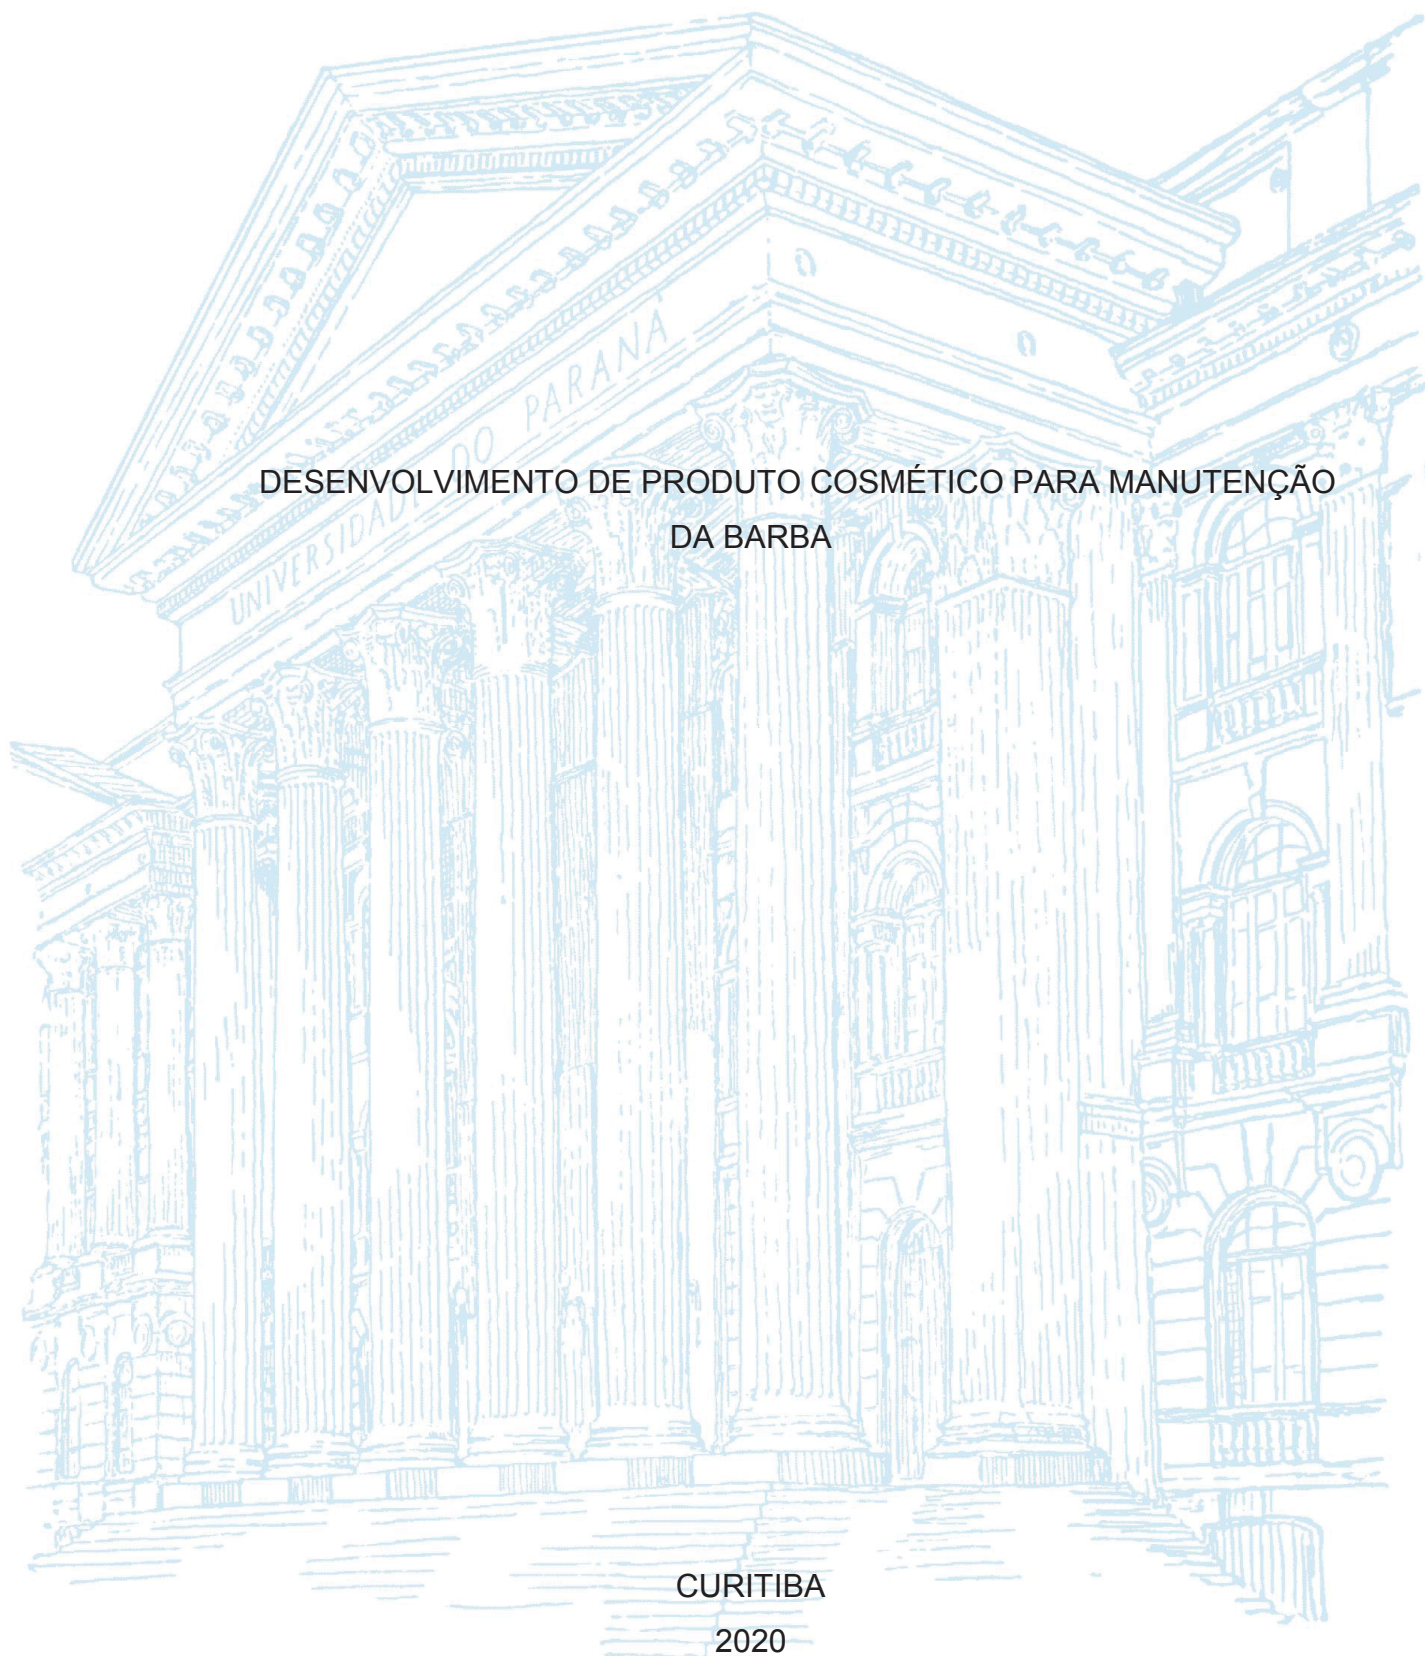 UNIVERSIDADE DO PARANÁ
DESENVOLVIMENTO DE PRODUTO COSMÉTICO PARA MANUTENÇÃO
DA BARBA
CURITIBA
2020